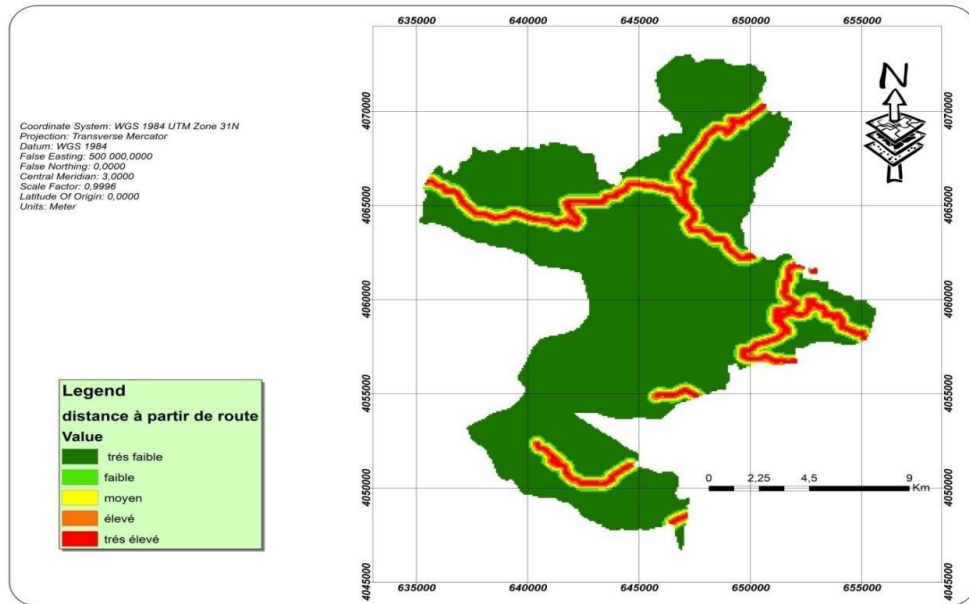 635000 640000 645000 650000 655000
N
Coordinate System: WGS 1984 UTM Zone 31N
Projection: Transverse Mercator
Datum: WGS 1984
False Easting: 500 000,0000
False Northing: 0,0000
Central Meridian: 3,0000
Scale Factor: 0,9996
Latitude Of Origin: 0,0000
Units: Meter
4070000 4070000
4065000 4065000
4060000 4060000
4055000 4055000
Legend
distance à partir de route
Value
trés faible
faible
moyen
élevé
trés élevé
0 2,25 4,5 9
Km
4050000 4050000
4045000 4045000
635000 640000 645000 650000 655000